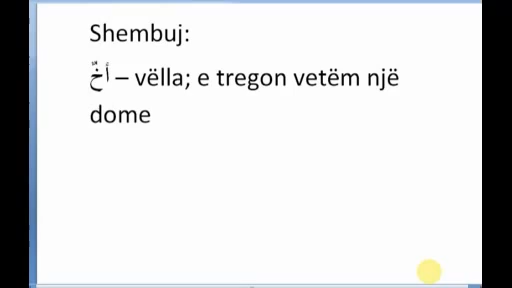 Shembuj:
أَخٌ – vëlla; e tregon vetëm një
dome